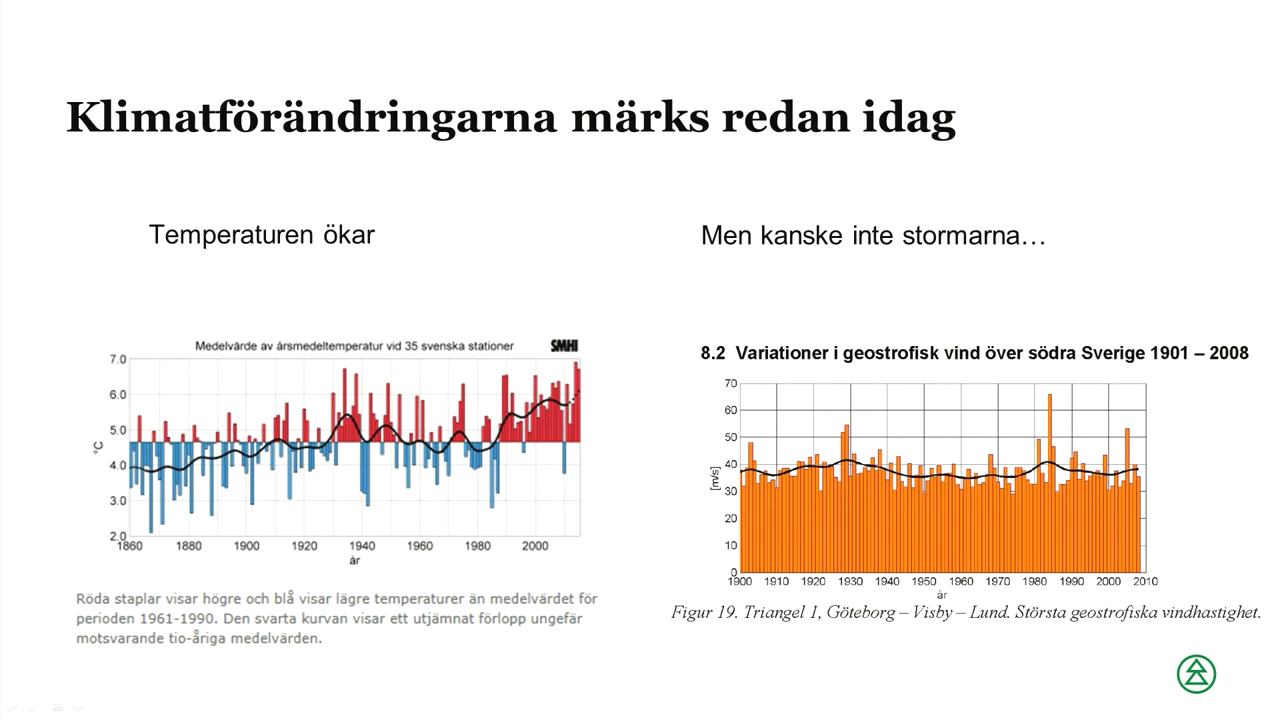 Klimatförändringarna märks redan idag
Temperaturen ökar
Men kanske inte stormarna…
Medelvärde av årsmedeltemperatur vid 35 svenska stationer
SMHI
7.0
6.0
5.0
4.0
3.0
2.0
°C
1860 1880 1900 1920 1940 1960 1980 2000
år
Röda staplar visar högre och blå visar lägre temperaturer än medelvärdet för
perioden 1961-1990. Den svarta kurvan visar ett utjämnat förlopp ungefär
motsvarande tio-åriga medelvärden.
8.2 Variationer i geostrofisk vind över södra Sverige 1901 – 2008
70
60
50
40
30
20
10
0
[m/s]
1900 1910 1920 1930 1940 1950 1960 1970 1980 1990 2000 2010
år
Figur 19. Triangel 1, Göteborg – Visby – Lund. Största geostrofiska vindhastighet.